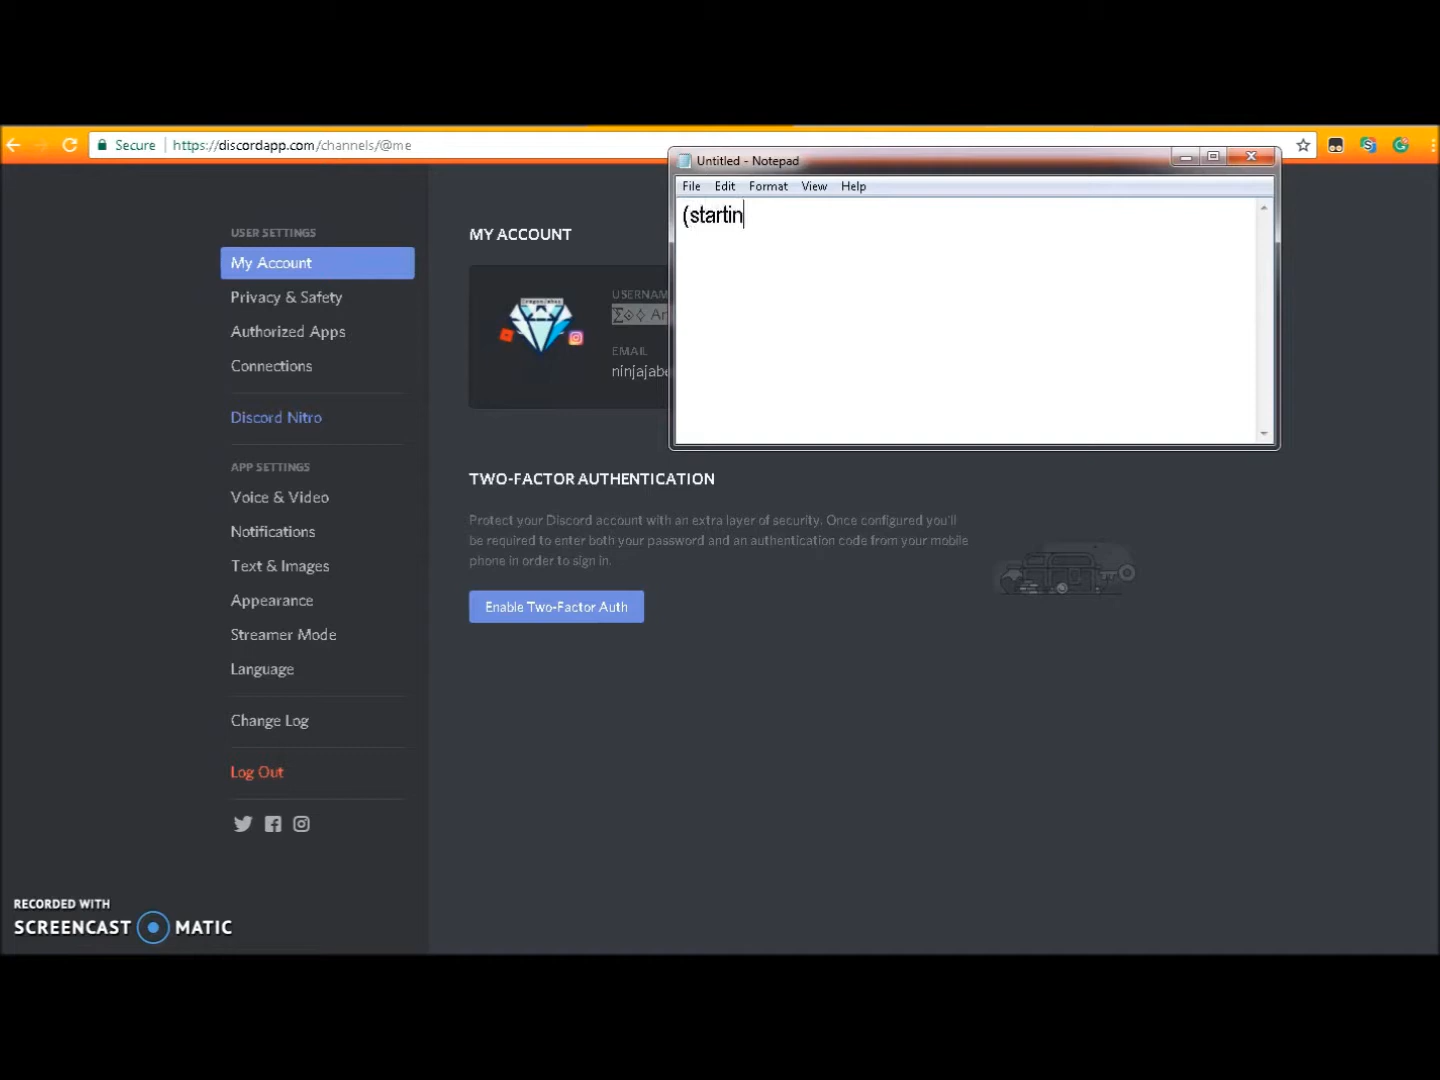 Secure https://discordapp.com/channels/@me
Untitled - Notepad
File Edit Format View Help
(startin
USER SETTINGS
My Account
Privacy & Safety
Authorized Apps
Connections
Discord Nitro
APP SETTINGS
Voice & Video
Notifications
Text & Images
Appearance
Streamer Mode
Language
Change Log
Log Out
MY ACCOUNT
USERNAM
EMAIL
ninjajabe
TWO-FACTOR AUTHENTICATION
Protect your Discord account with an extra layer of security. Once configured you'll
be required to enter both your password and an authentication code from your mobile
phone in order to sign in.
Enable Two-Factor Auth
RECORDED WITH
SCREENCAST MATIC